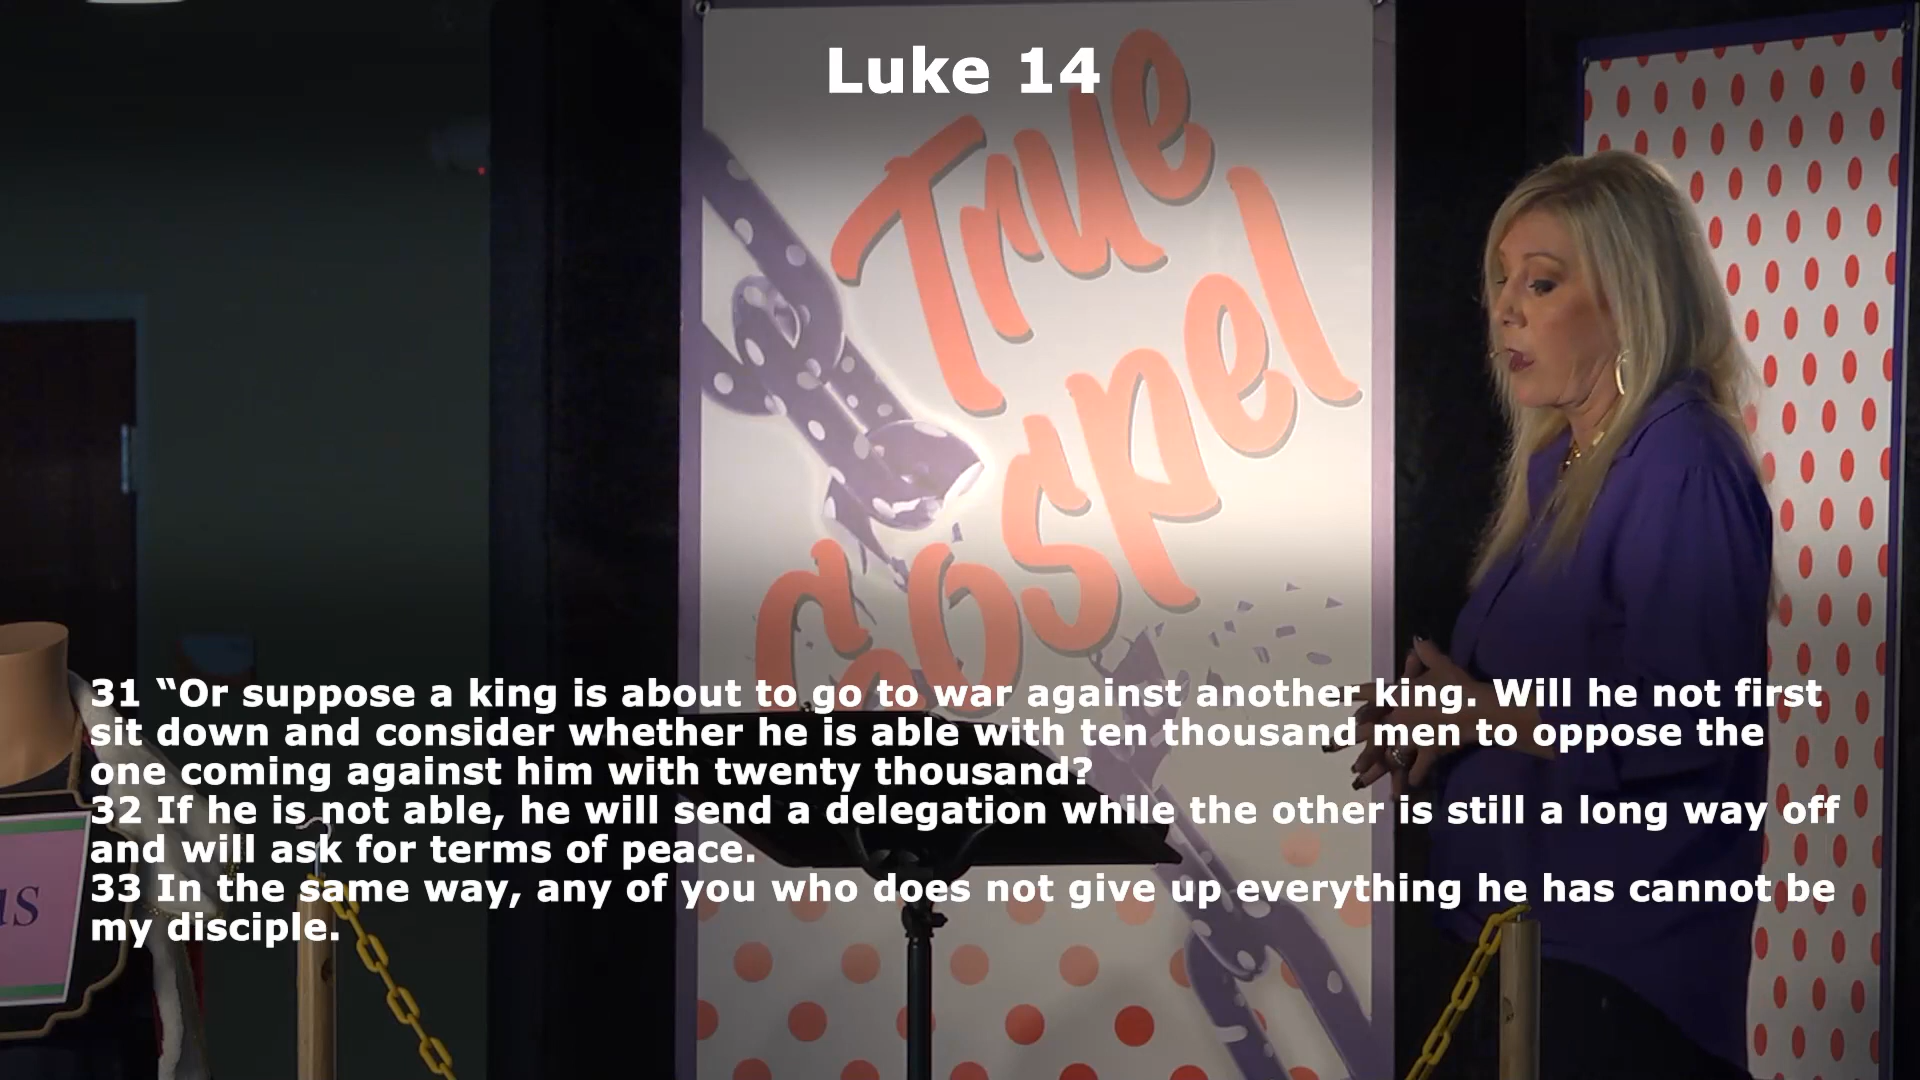 Luke 14
True
Gospel
31 “Or suppose a king is about to go to war against another king. Will he not first
sit down and consider whether he is able with ten thousand men to oppose the
one coming against him with twenty thousand?
32 If he is not able, he will send a delegation while the other is still a long way off
and will ask for terms of peace.
33 In the same way, any of you who does not give up everything he has cannot be
my disciple.